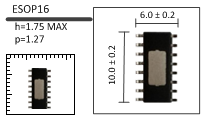 ESOP16
h=1.75 MAX
p=1.27
6.0 ± 0.2
10.0 ± 0.2